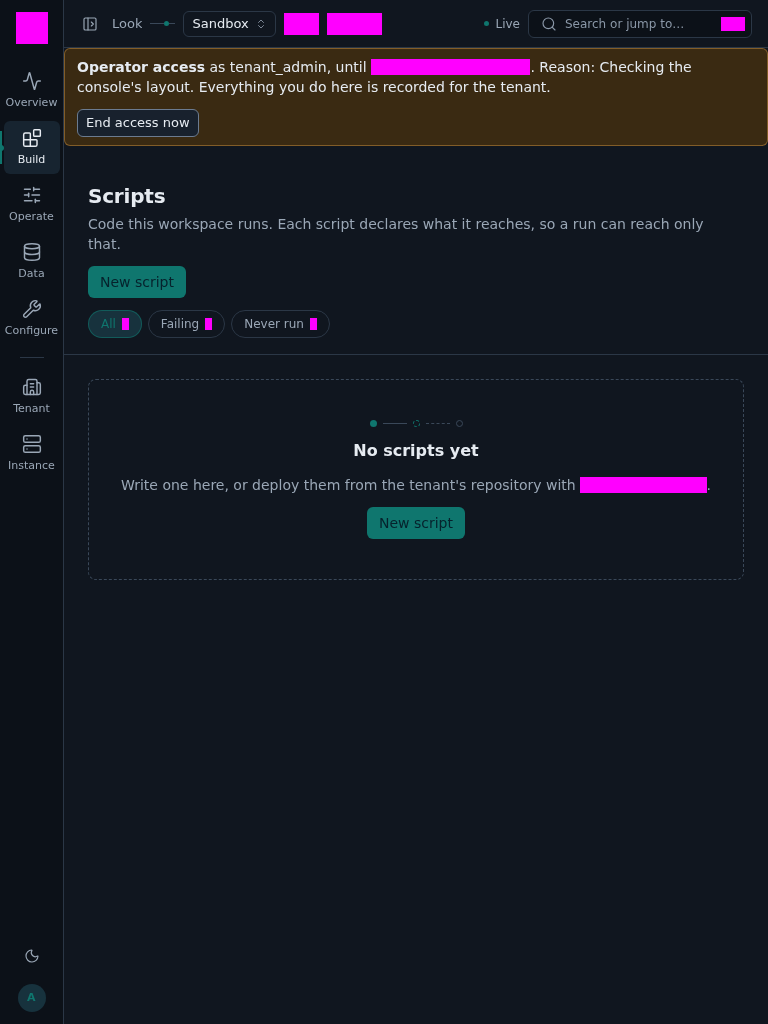 Look
Sandbox
Live
Search or jump to…
Overview
Build
Operate
Data
Configure
Tenant
Instance
A
Operator access as tenant_admin, until . Reason: Checking the
console's layout. Everything you do here is recorded for the tenant.
End access now
Scripts
Code this workspace runs. Each script declares what it reaches, so a run can reach only
that.
New script
All
Failing
Never run
No scripts yet
Write one here, or deploy them from the tenant's repository with .
New script